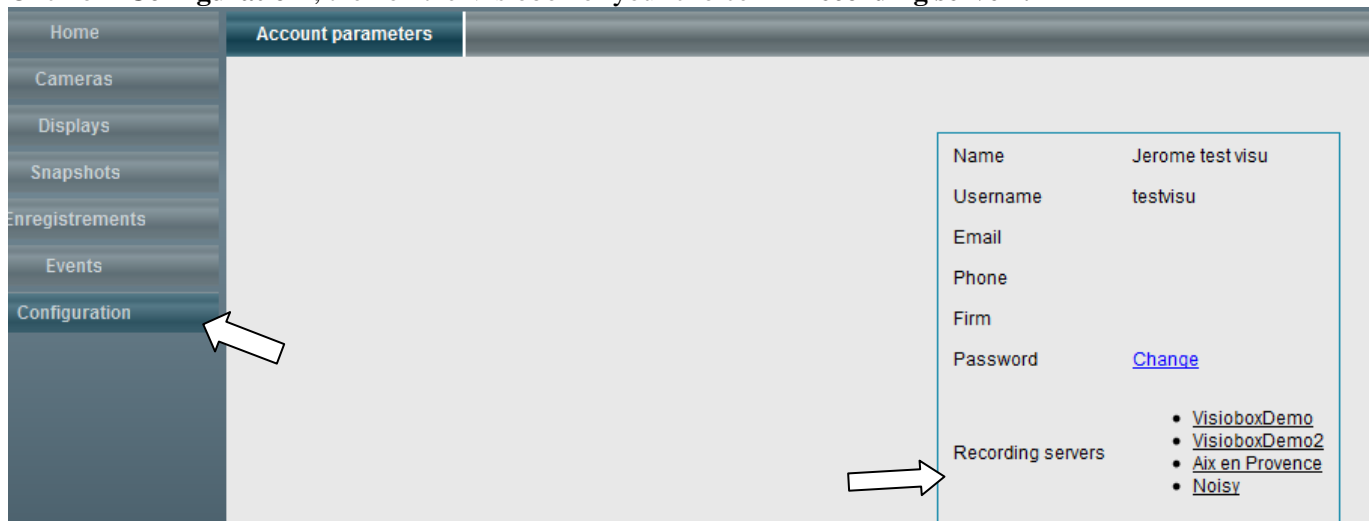 Home
Account parameters
Cameras
Displays
Snapshots
Enregistrements
Events
Configuration
Name Jerome test visu
Username testvisu
Email
Phone
Firm
Password Change
Recording servers
• VisioboxDemo
• VisioboxDemo2
• Aix en Provence
• Noisy